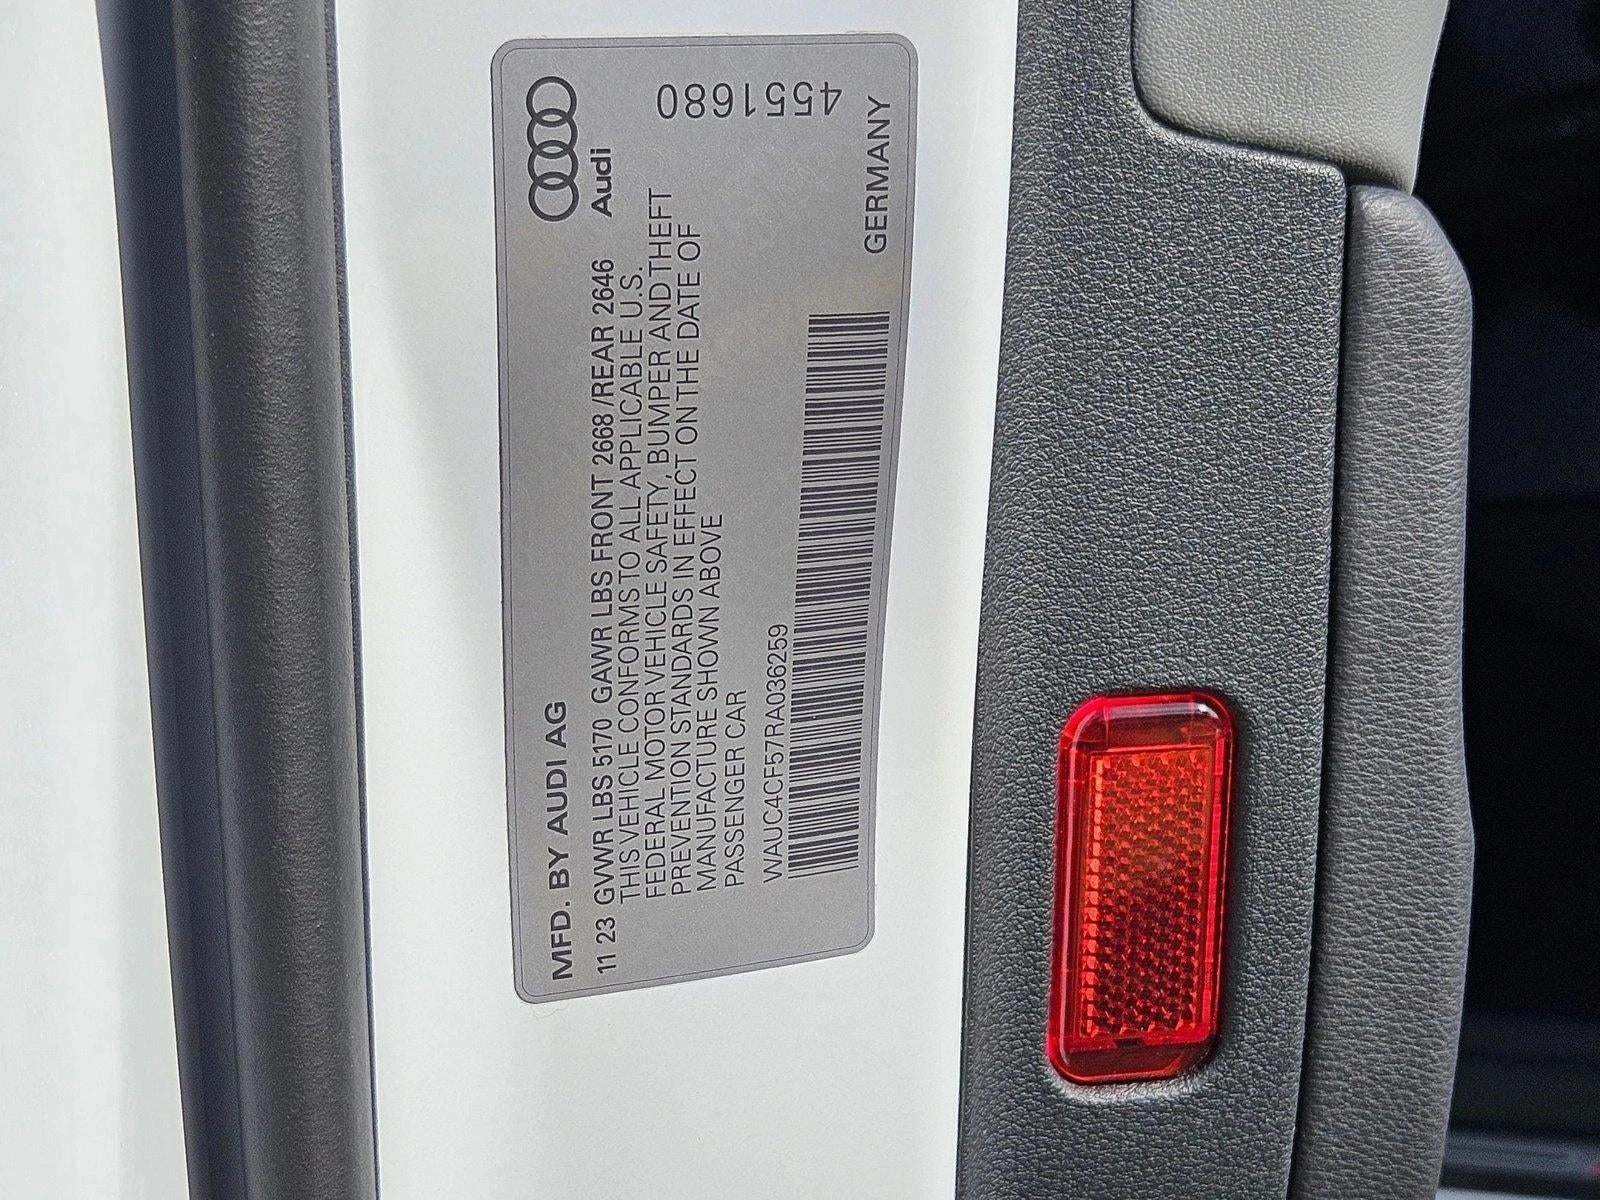 MFD. BY AUDI AG
11 23 GVWR LBS 5170 GAWR LBS FRONT 2668 /REAR 2646
THIS VEHICLE CONFORMS TO ALL APPLICABLE U.S.
FEDERAL MOTOR VEHICLE SAFETY, BUMPER AND THEFT
PREVENTION STANDARDS IN EFFECT ON THE DATE OF
MANUFACTURE SHOWN ABOVE
PASSENGER CAR
WAUC4CF57RA036259
Audi
4551680
GERMANY